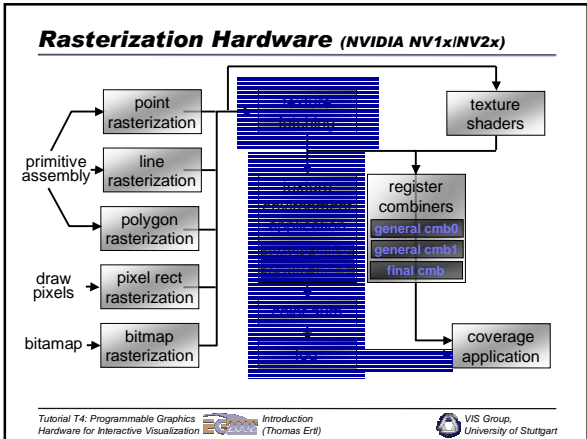 Rasterization Hardware (NVIDIA NV1x/NV2x)
point
rasterization
texture
shaders
primitive
assembly
line
rasterization
register
combiners
general cmb0
general cmb1
final cmb
polygon
rasterization
draw
pixels
pixel rect
rasterization
bitamap
bitmap
rasterization
coverage
application
Tutorial T4: Programmable Graphics
Hardware for Interactive Visualization
EG2002
Introduction
(Thomas Ertl)
VIS Group,
University of Stuttgart